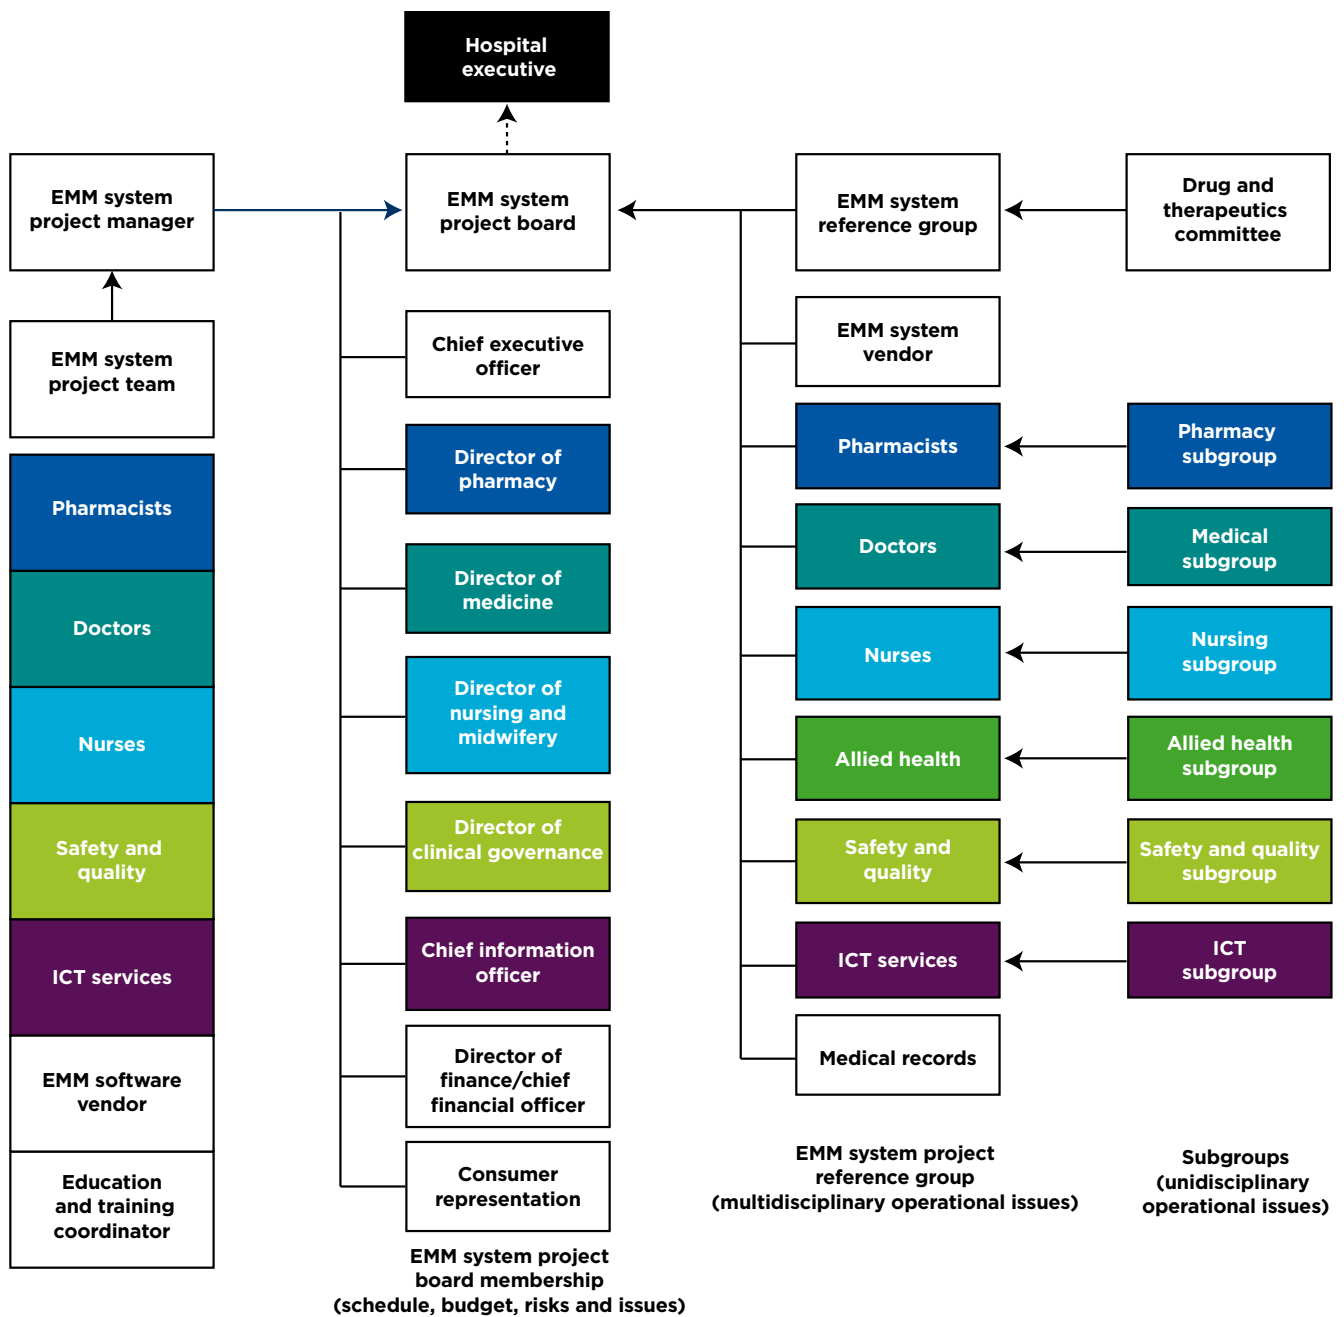 Hospital
executive
EMM system
project manager
EMM system
project team
Pharmacists
Doctors
Nurses
Safety and
quality
ICT services
EMM software
vendor
Education
and training
coordinator
EMM system
project board
Chief executive
officer
Director of
pharmacy
Director of
medicine
Director of
nursing and
midwifery
Director of
clinical governance
Chief information
officer
Director of
finance/chief
financial officer
Consumer
representation
EMM system project
board membership
(schedule, budget, risks and issues)
EMM system
reference group
EMM system
vendor
Pharmacists
Doctors
Nurses
Allied health
Safety and
quality
ICT services
Medical records
EMM system project
reference group
(multidisciplinary operational issues)
Drug and
therapeutics
committee
Pharmacy
subgroup
Medical
subgroup
Nursing
subgroup
Allied health
subgroup
Safety and quality
subgroup
ICT
subgroup
Subgroups
(unidisciplinary
operational issues)